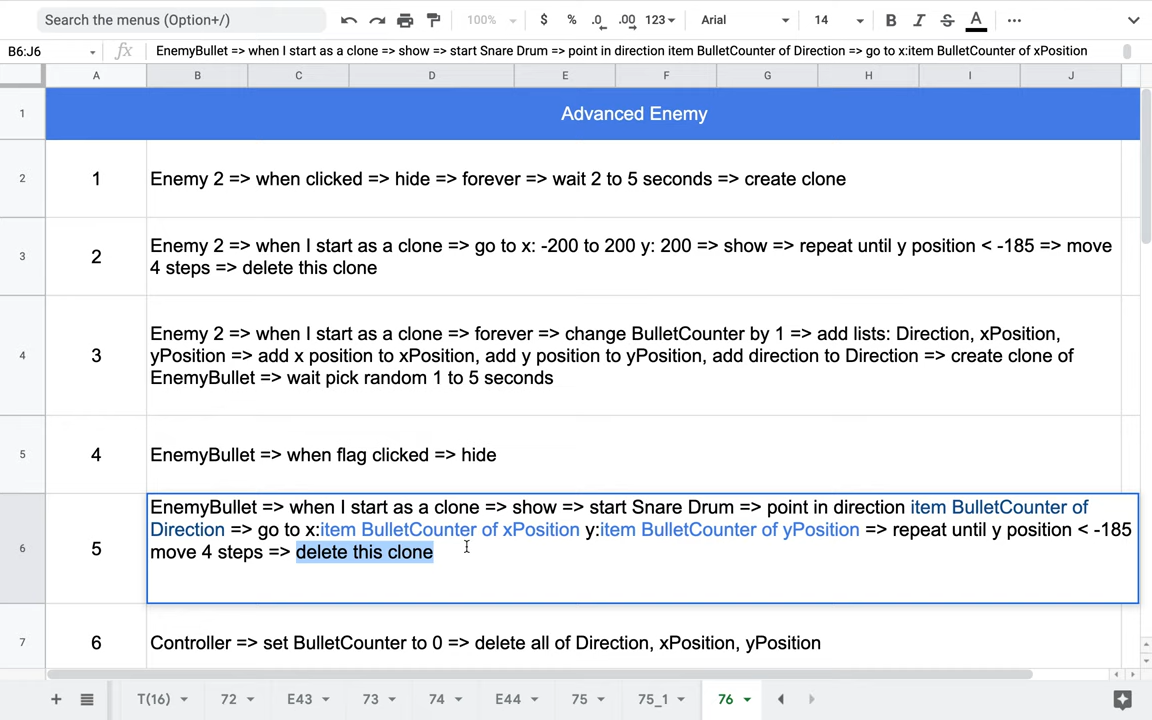 Search the menus (Option+/)
100%
$ % .0 .00 123
Arial
14
B I S A
B6:J6
fx
EnemyBullet => when I start as a clone => show => start Snare Drum => point in direction item BulletCounter of Direction => go to x:item BulletCounter of xPosition
A B C D E F G H I J
1
Advanced Enemy
2
1
Enemy 2 => when clicked => hide => forever => wait 2 to 5 seconds => create clone
3
2
Enemy 2 => when I start as a clone => go to x: -200 to 200 y: 200 => show => repeat until y position < -185 => move
4 steps => delete this clone
4
3
Enemy 2 => when I start as a clone => forever => change BulletCounter by 1 => add lists: Direction, xPosition,
yPosition => add x position to xPosition, add y position to yPosition, add direction to Direction => create clone of
EnemyBullet => wait pick random 1 to 5 seconds
5
4
EnemyBullet => when flag clicked => hide
6
5
EnemyBullet => when I start as a clone => show => start Snare Drum => point in direction item BulletCounter of
Direction => go to x:item BulletCounter of xPosition y:item BulletCounter of yPosition => repeat until y position < -185
move 4 steps => delete this clone
7
6
Controller => set BulletCounter to 0 => delete all of Direction, xPosition, yPosition
T(16) 72 E43 73 74 E44 75 75_1 76